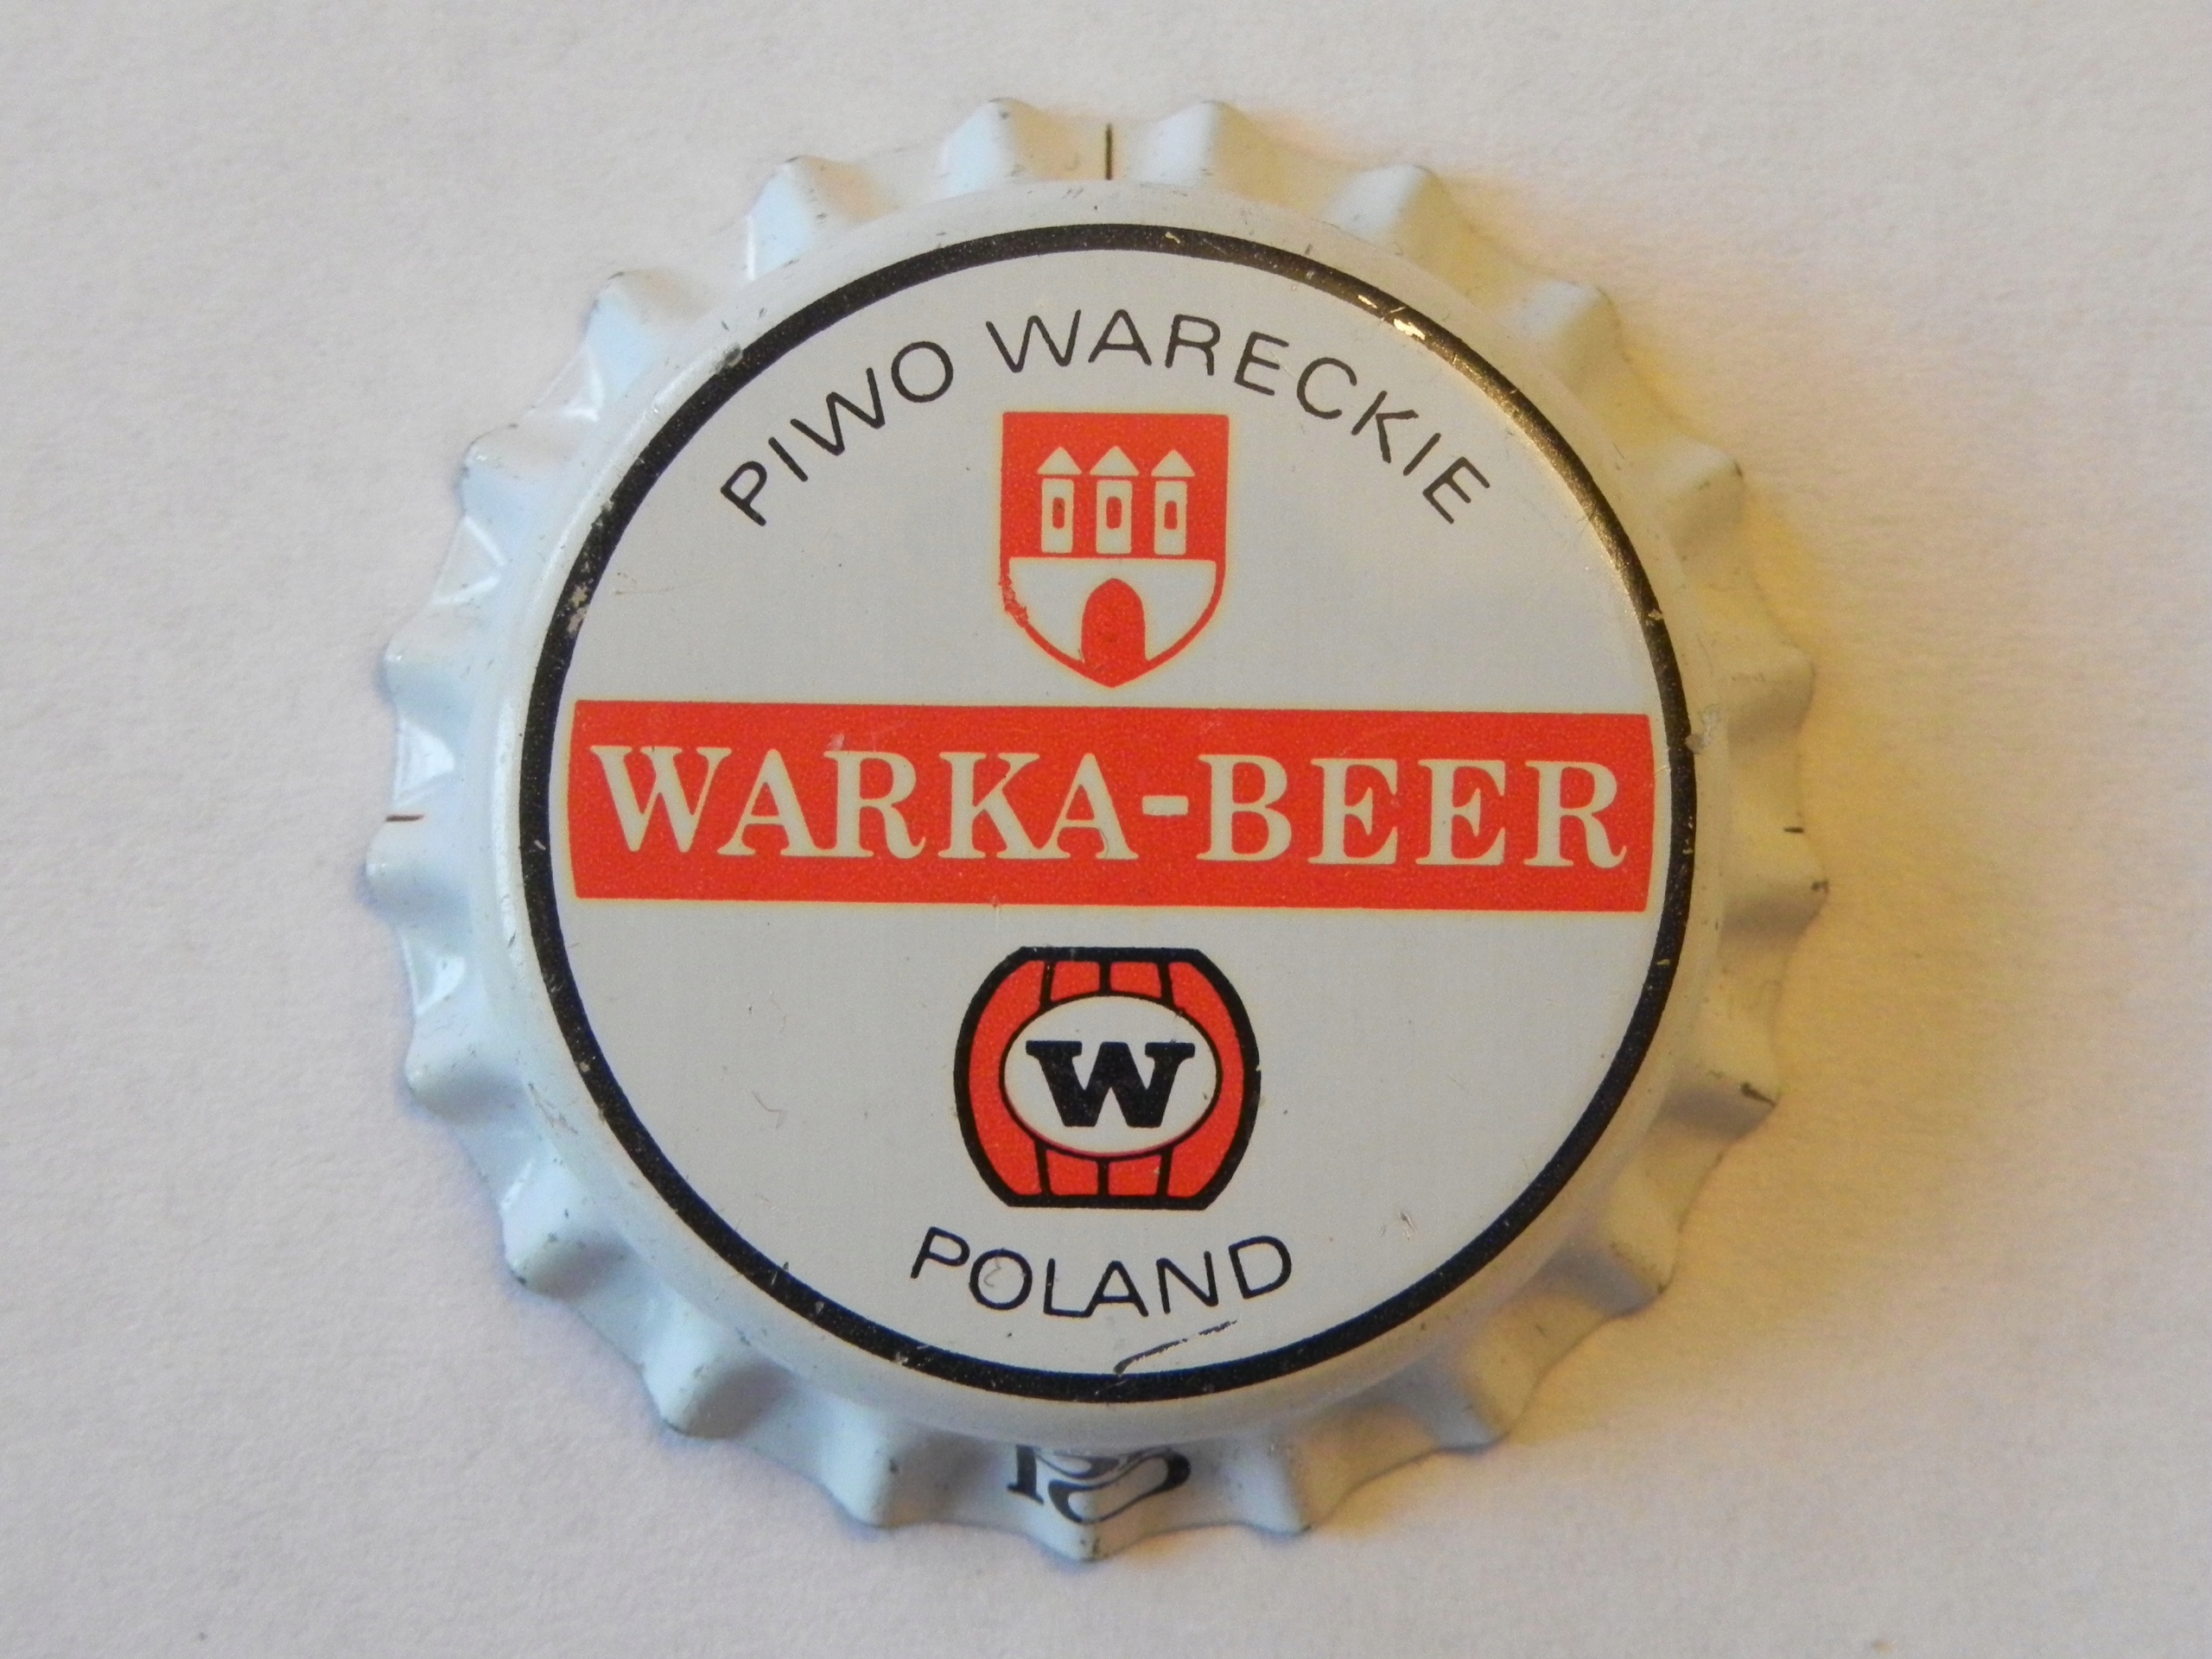 PIWO WARECKIE
WARKA-BEER
W
POLAND